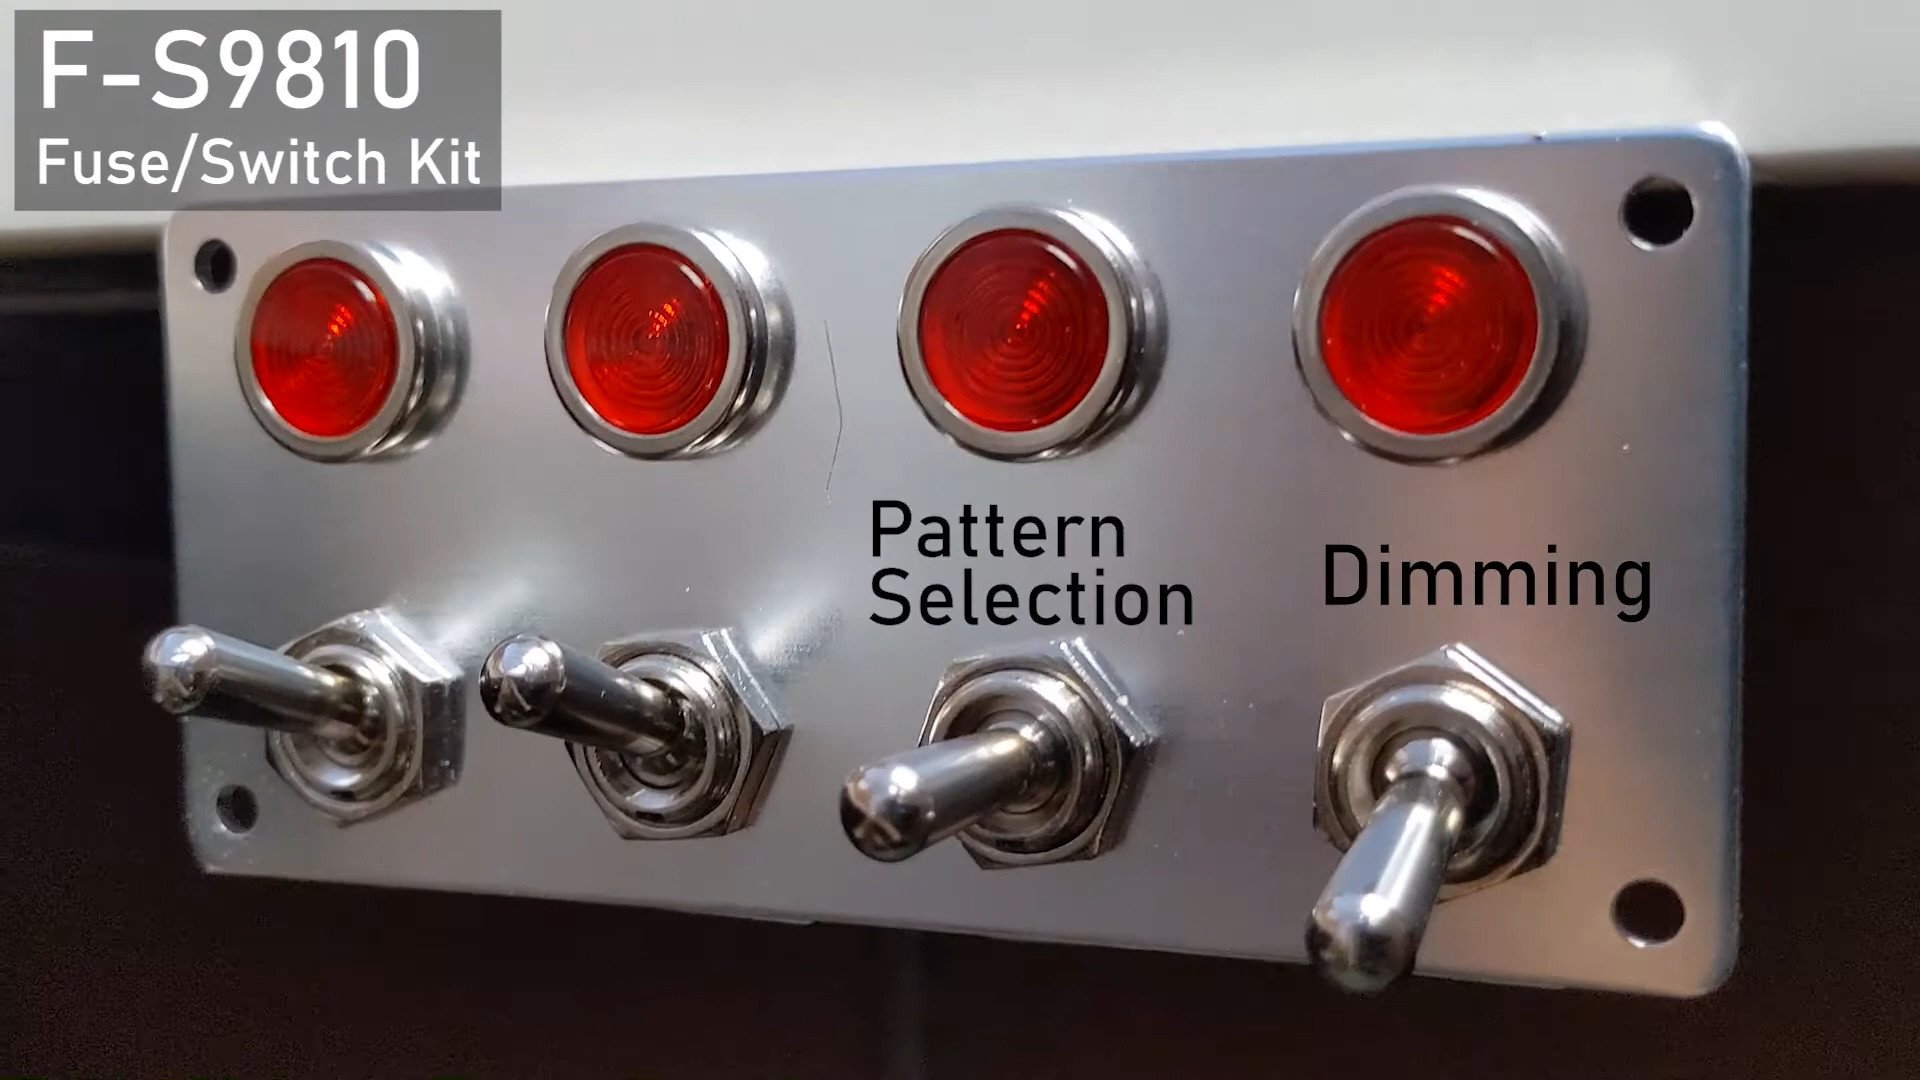 F-S9810
Fuse/Switch Kit
Pattern
Selection
Dimming